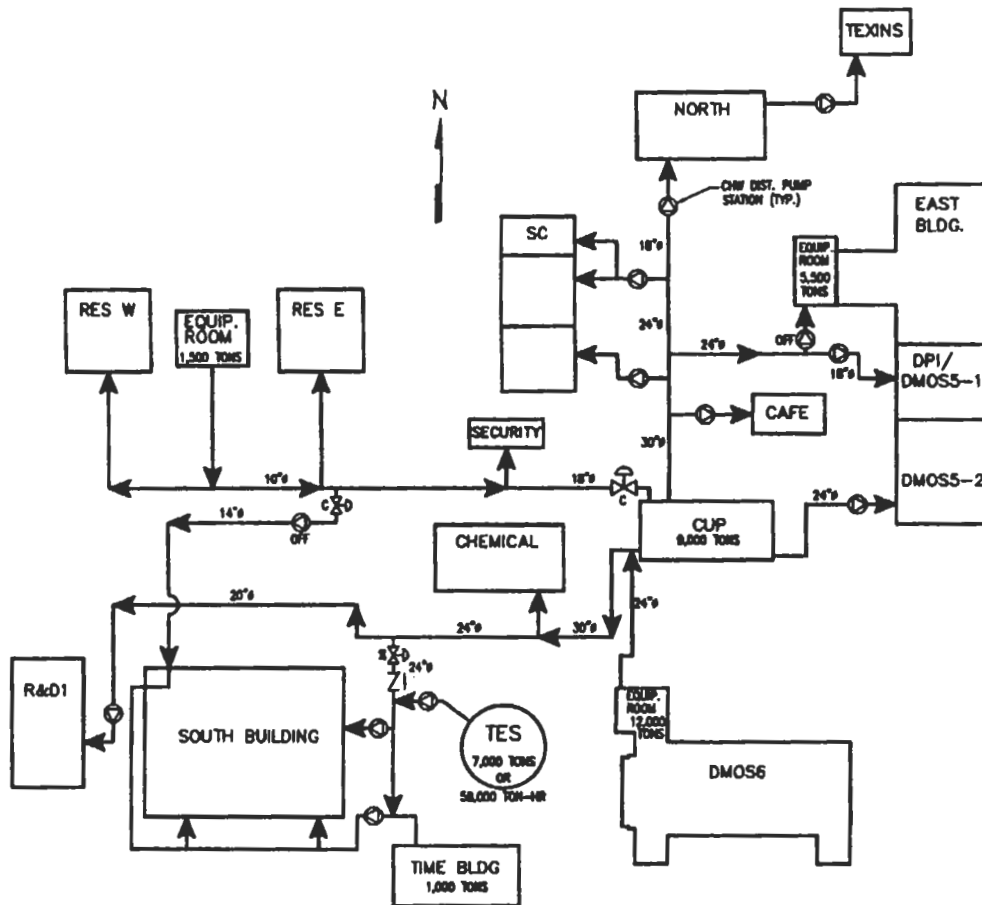 TEXINS
N
NORTH
CHW DIST. PUMP
STATION (TYP.)
EAST
BLDG.
SC
18"ø
EQUIP.
ROOM
5,500
TONS
RES W
EQUIP.
ROOM
1,500 TONS
RES E
24"ø
OFF
24"ø
18"ø
DPI/
DMOS5-1
CAFE
SECURITY
30"ø
10"ø
18"ø
C
DMOS5-2
C
14"ø
OFF
24"ø
CUP
9,000 TONS
CHEMICAL
20"ø
24"ø
24"ø
30"ø
24"ø
R&D1
EQUIP.
ROOM
12,000
TONS
SOUTH BUILDING
TES
7,000 TONS
OR
58,000 TON-HR
DMOS6
TIME BLDG
1,000 TONS